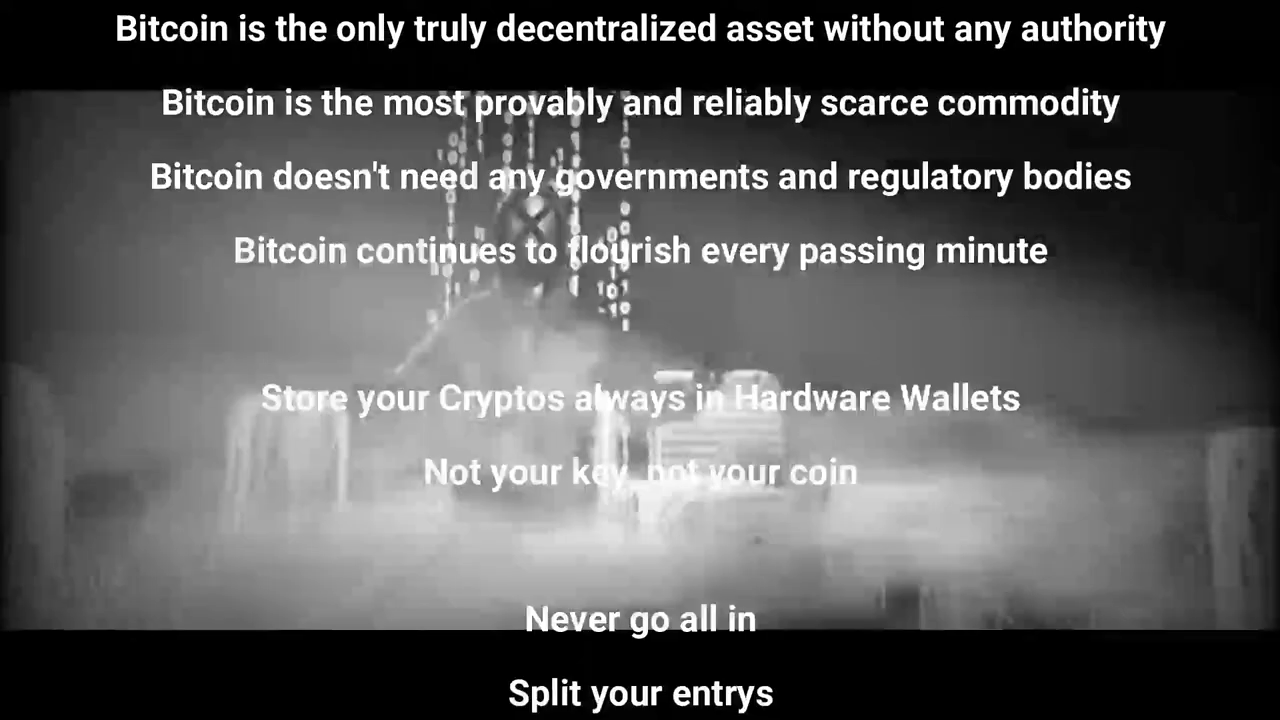 Bitcoin is the only truly decentralized asset without any authority
Bitcoin is the most provably and reliably scarce commodity
Bitcoin doesn't need any governments and regulatory bodies
Bitcoin continues to flourish every passing minute
Store your Cryptos always in Hardware Wallets
Not your key, not your coin
Never go all in
Split your entrys